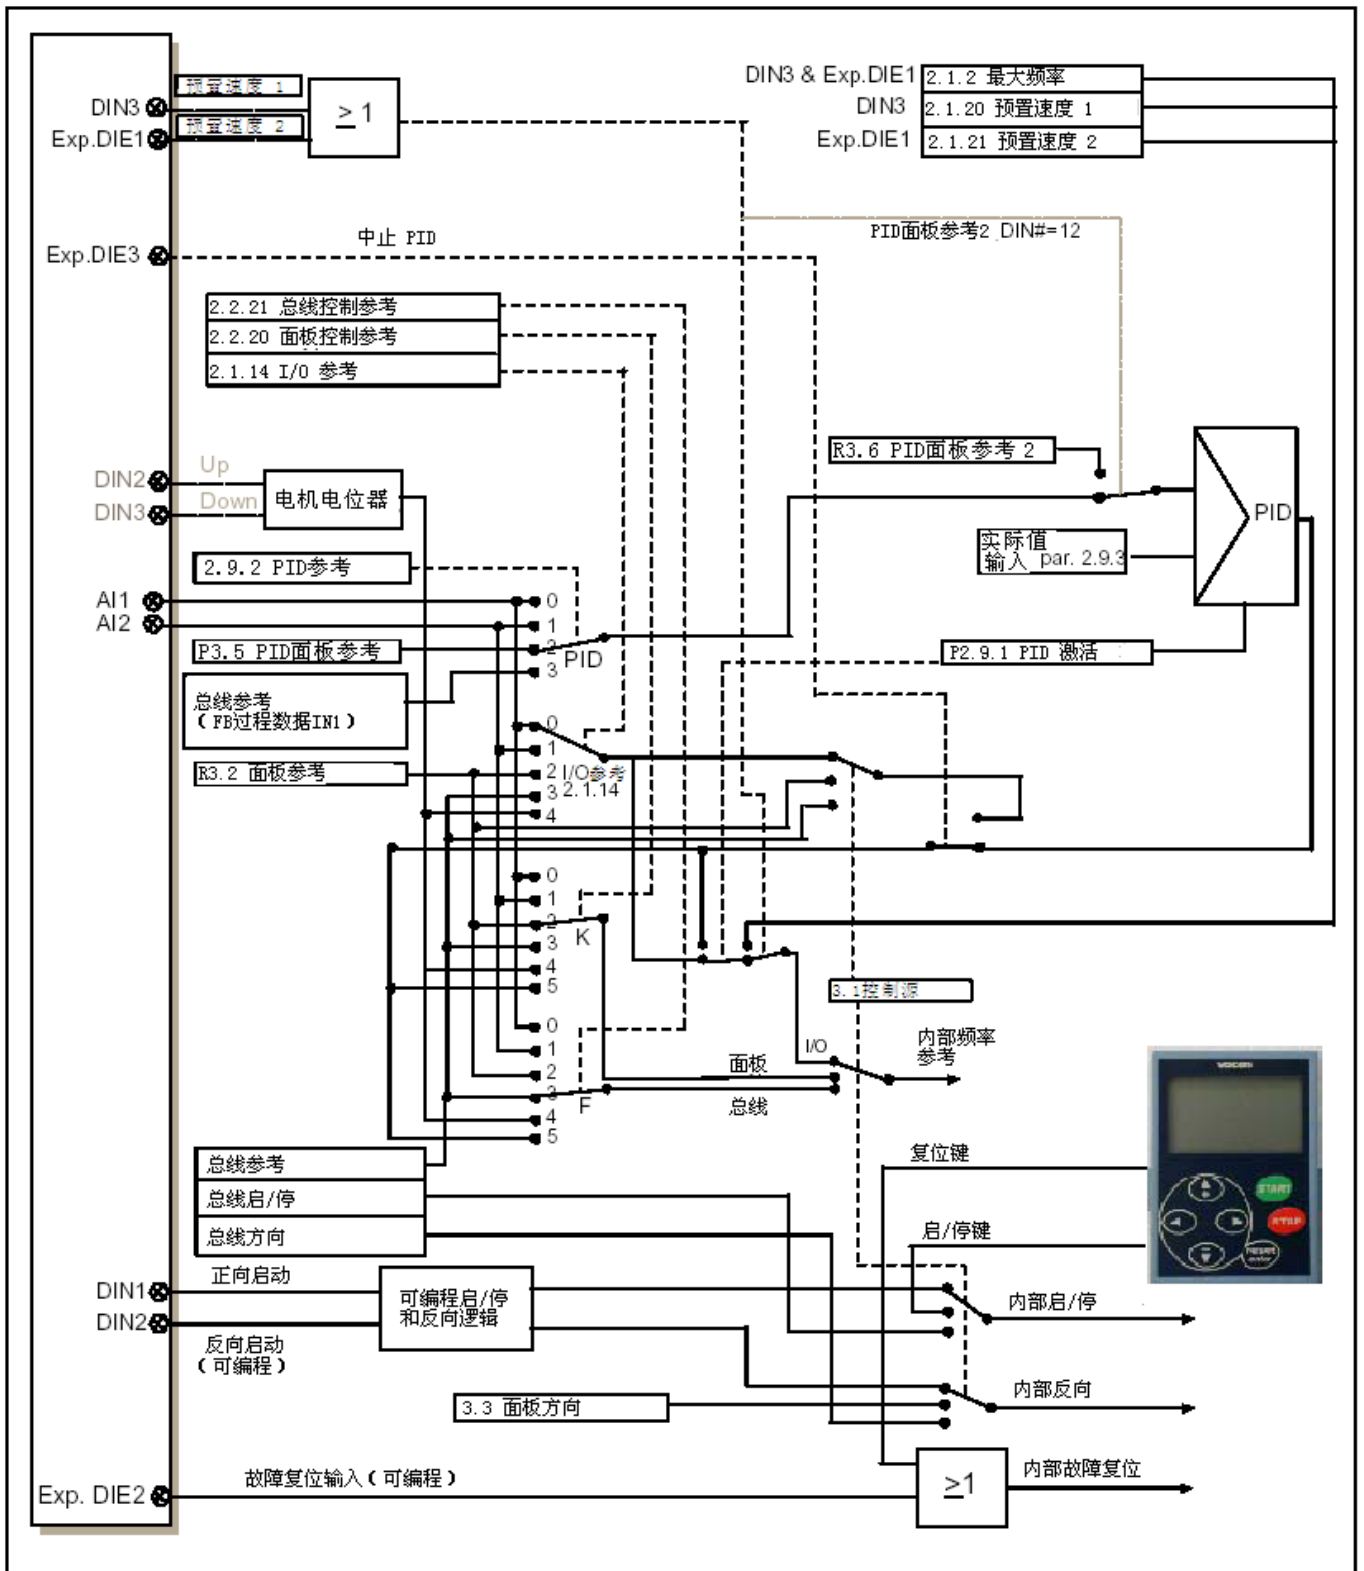 预置速度 1
DIN3
≥1
预置速度 2
Exp.DIE1
DIN3 & Exp.DIE1 2.1.2 最大频率
DIN3 2.1.20 预置速度 1
Exp.DIE1 2.1.21 预置速度 2
PID面板参考2 DIN#=12
中止 PID
Exp.DIE3
2.2.21 总线控制参考
2.2.20 面板控制参考
2.1.14 I/O 参考
R3.6 PID面板参考 2
Up
DIN2
Down
DIN3
电机电位器
PID
实际值
输入 par. 2.9.3
2.9.2 PID参考
AI1
0
AI2
1
P3.5 PID面板参考
2
PID
3
P2.9.1 PID 激活
总线参考
(FB过程数据IN1)
0
1
R3.2 面板参考
2 I/O参考
3 2.1.14
4
0
1
2
K
3
4
5
3.1控制源
0
1
2
3
F
4
5
I/O
面板
总线
内部频率
参考
VACON
总线参考
总线启/停
总线方向
复位键
启/停键
START
STOP
RESET
DIN1
正向启动
DIN2
反向启动
(可编程)
可编程启/停
和反向逻辑
内部启/停
内部反向
3.3 面板方向
故障复位输入(可编程)
Exp. DIE2
≥1
内部故障复位